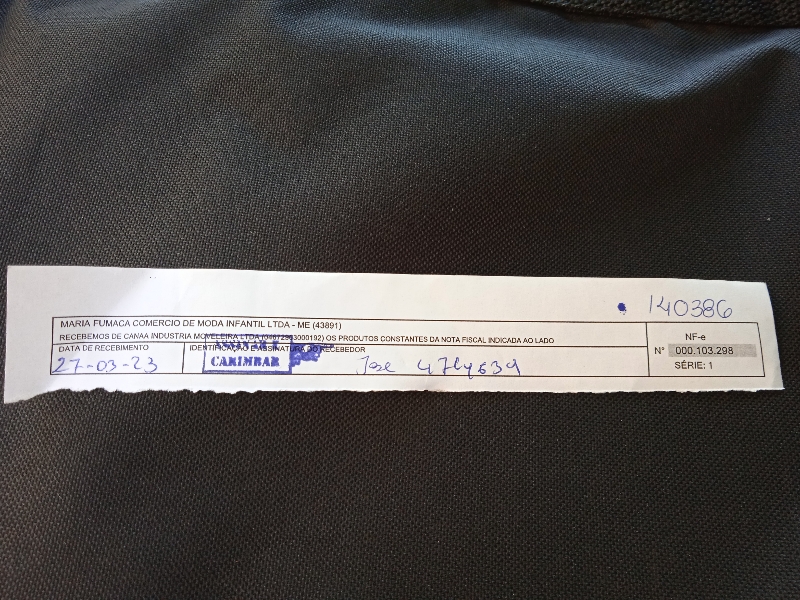 140386
MARIA FUMACA COMERCIO DE MODA INFANTIL LTDA - ME (43891)
RECEBEMOS DE CANAA INDUSTRIA MOVELEIRA LTDA OS PRODUTOS CONSTANTES DA NOTA FISCAL INDICADA AO LADO
DATA DE RECEBIMENTO
27-03-23
IDENTIFICAÇÃO E ASSINATURA DO RECEBEDOR
CARIMBAR
Jose
NF-e
N° 000.103.298
SÉRIE: 1